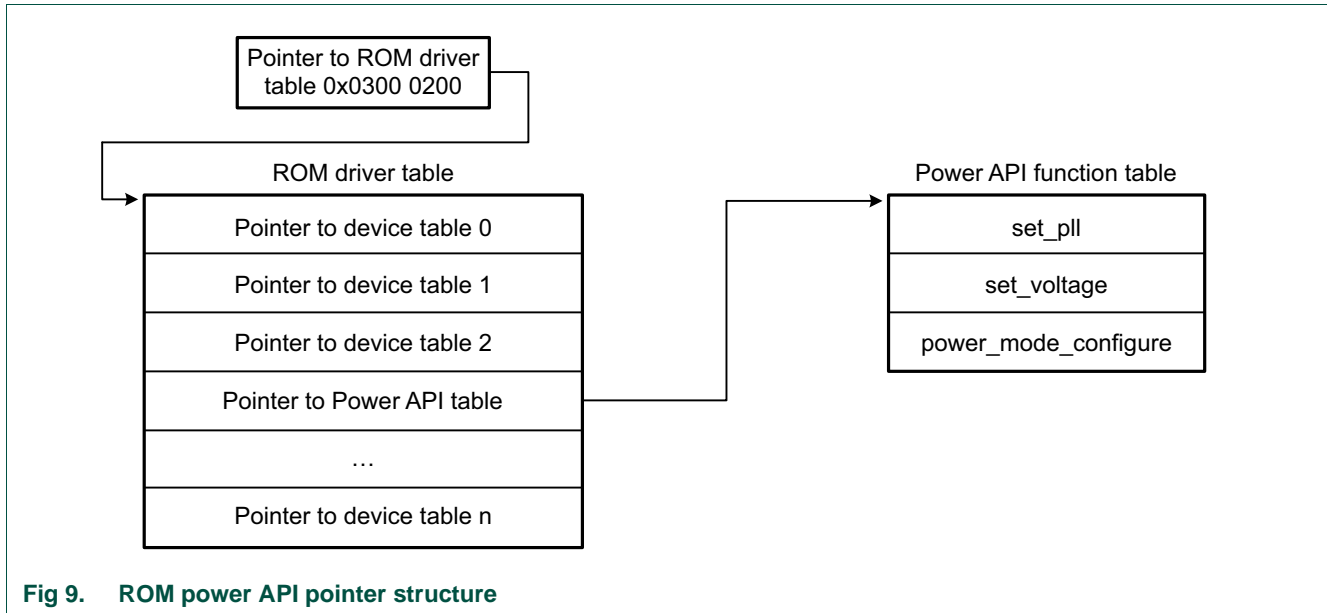 Pointer to ROM driver
table 0x0300 0200
ROM driver table
Pointer to device table 0
Pointer to device table 1
Pointer to device table 2
Pointer to Power API table
…
Pointer to device table n
Power API function table
set_pll
set_voltage
power_mode_configure
Fig 9. ROM power API pointer structure